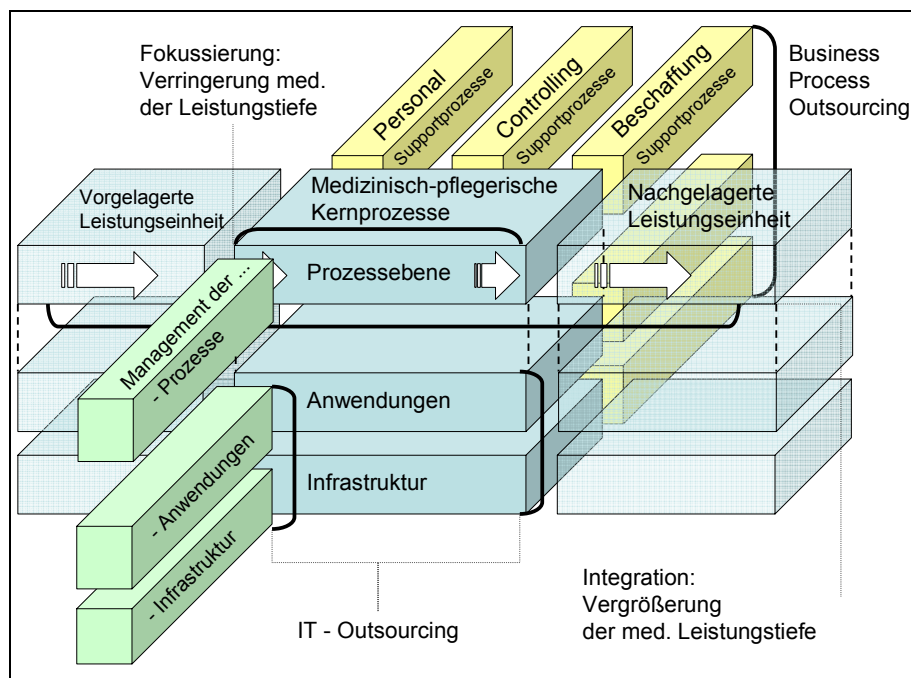 Fokussierung:
Verringerung med.
der Leistungstiefe
Personal
Supportprozesse
Controlling
Supportprozesse
Beschaffung
Supportprozesse
Business
Process
Outsourcing
Vorgelagerte
Leistungseinheit
Medizinisch-pflegerische
Kernprozesse
Nachgelagerte
Leistungseinheit
Prozessebene
Management der ...
- Prozesse
Anwendungen
- Anwendungen
Infrastruktur
- Infrastruktur
IT - Outsourcing
Integration:
Vergrößerung
der med. Leistungstiefe